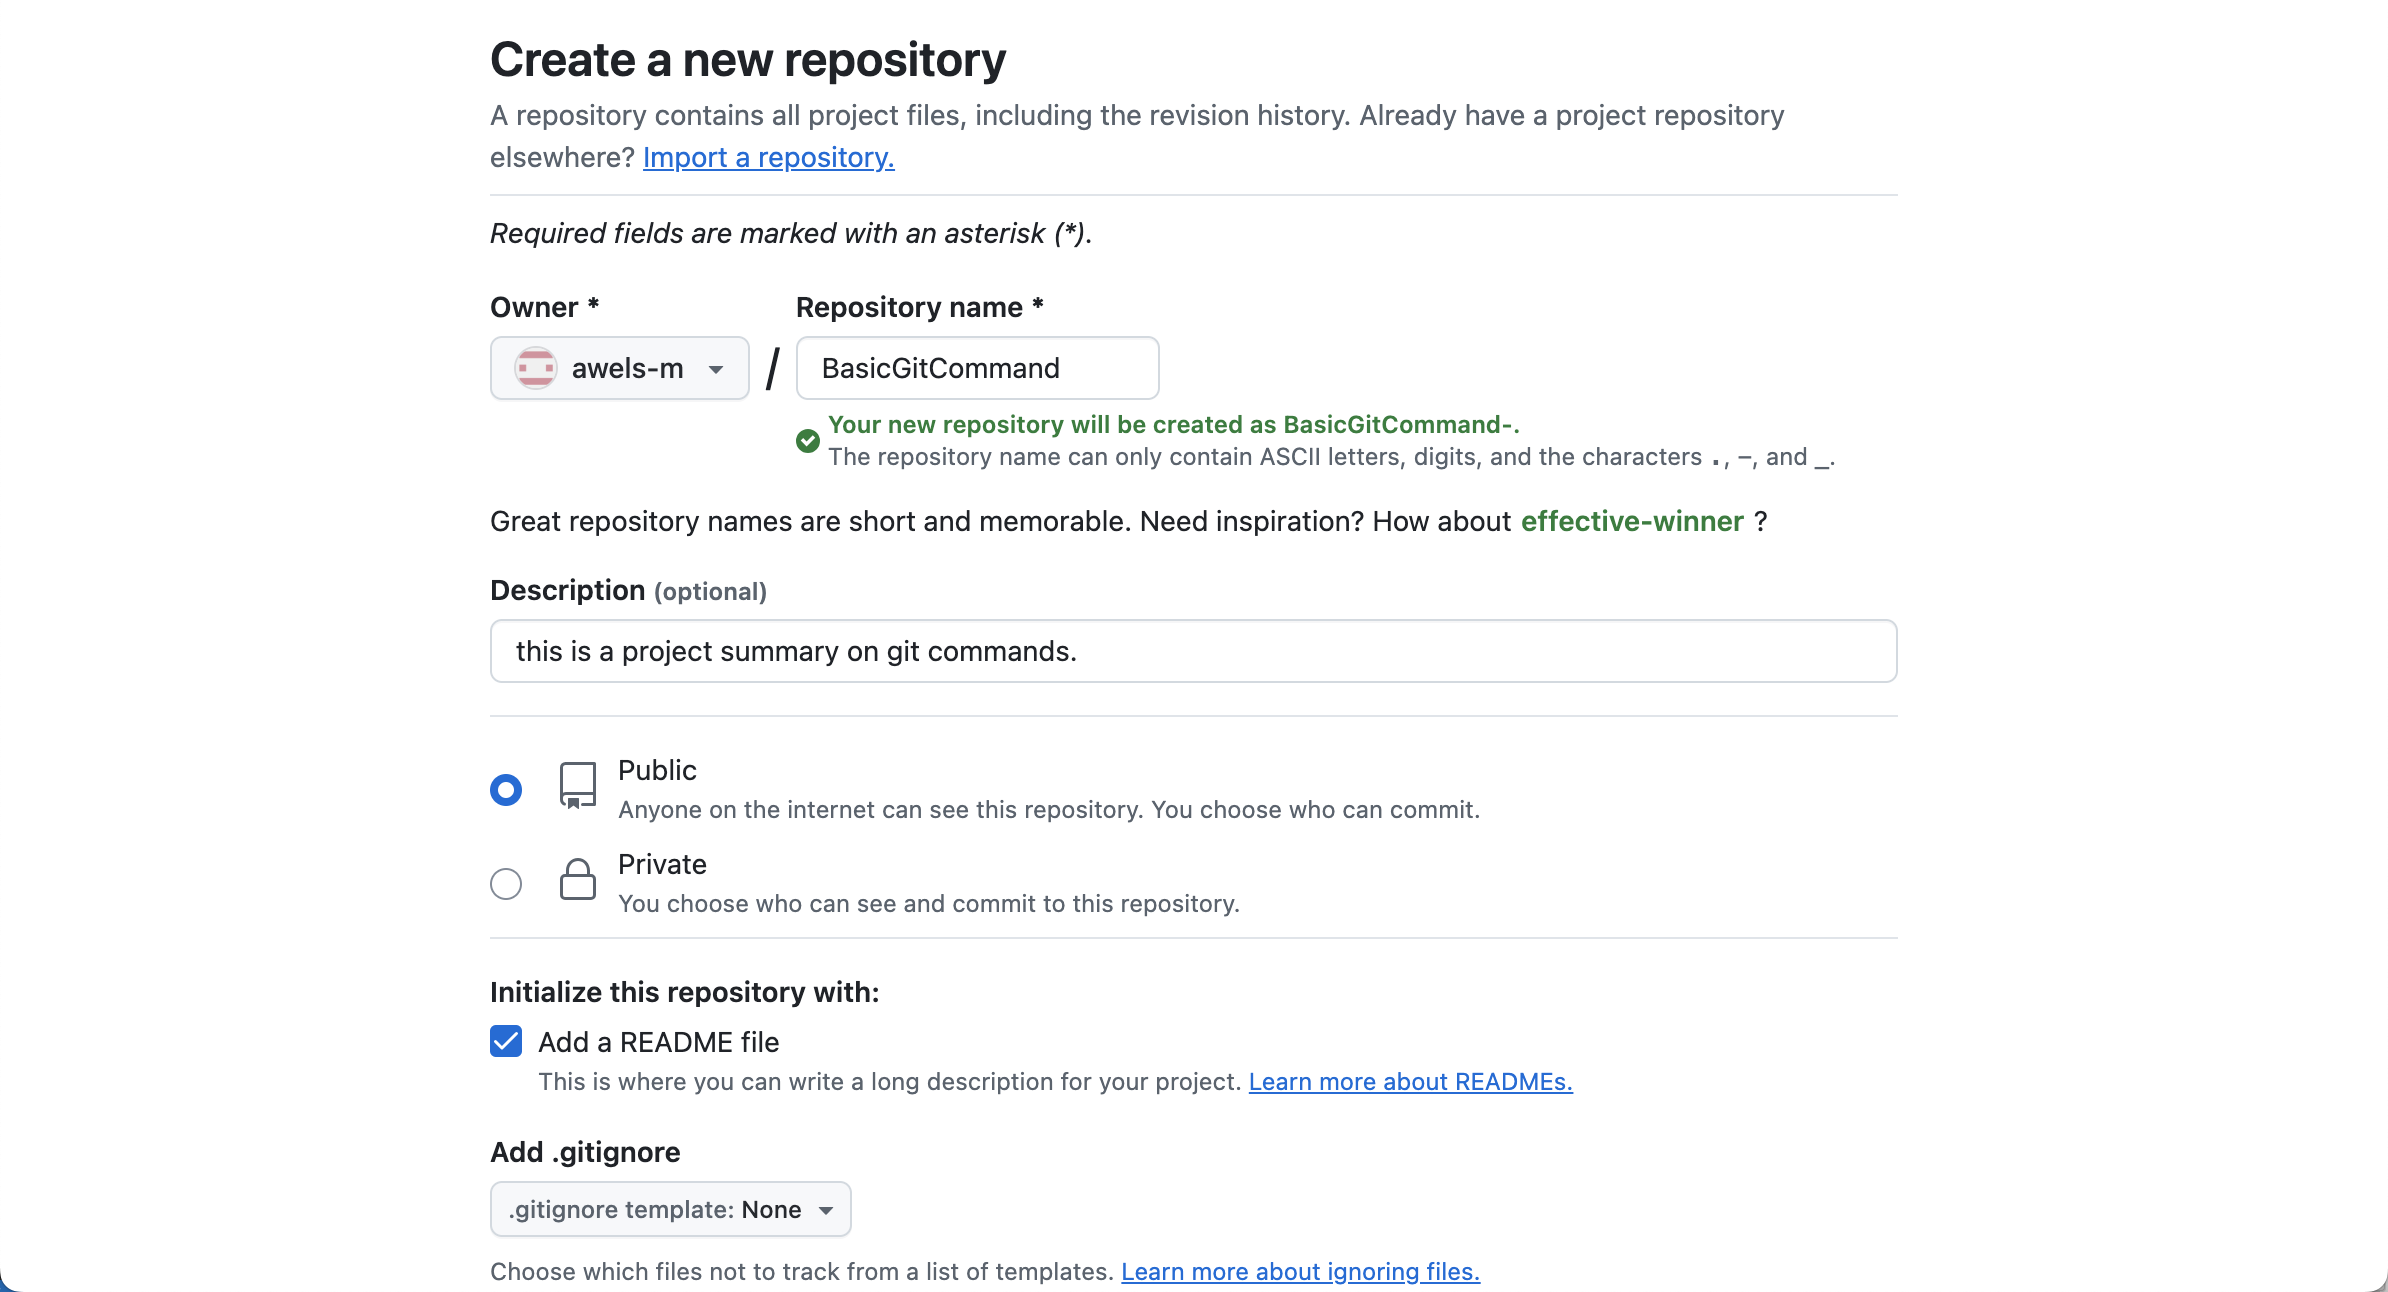 Create a new repository
A repository contains all project files, including the revision history. Already have a project repository
elsewhere? Import a repository.
Required fields are marked with an asterisk (*).
Owner * Repository name *
awels-m / BasicGitCommand
Your new repository will be created as BasicGitCommand-.
The repository name can only contain ASCII letters, digits, and the characters ., –, and _.
Great repository names are short and memorable. Need inspiration? How about effective-winner ?
Description (optional)
this is a project summary on git commands.
Public
Anyone on the internet can see this repository. You choose who can commit.
Private
You choose who can see and commit to this repository.
Initialize this repository with:
Add a README file
This is where you can write a long description for your project. Learn more about READMEs.
Add .gitignore
.gitignore template: None
Choose which files not to track from a list of templates. Learn more about ignoring files.